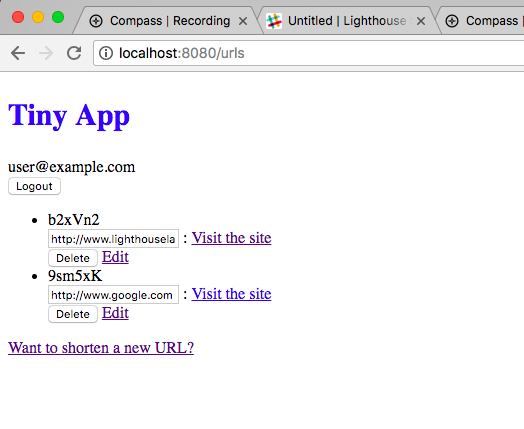 Compass | Recording
Untitled | Lighthouse
Compass |
localhost:8080/urls
Tiny App
user@example.com
Logout
b2xVn2
http://www.lighthousela : Visit the site
Delete Edit
9sm5xK
http://www.google.com : Visit the site
Delete Edit
Want to shorten a new URL?